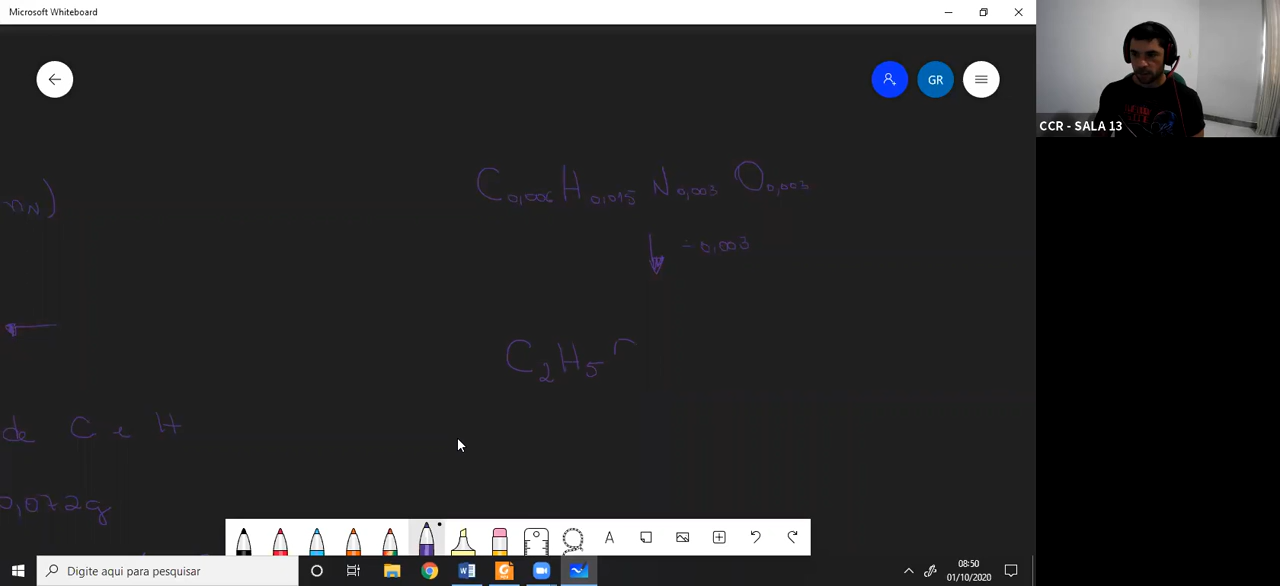 Microsoft Whiteboard
GR
CCR - SALA 13
C0,006 H0,015 N0,003 O0,003
nN)
÷ 0,003
C2H5
de C e H
0,072g
A
Digite aqui para pesquisar
08:50
01/10/2020